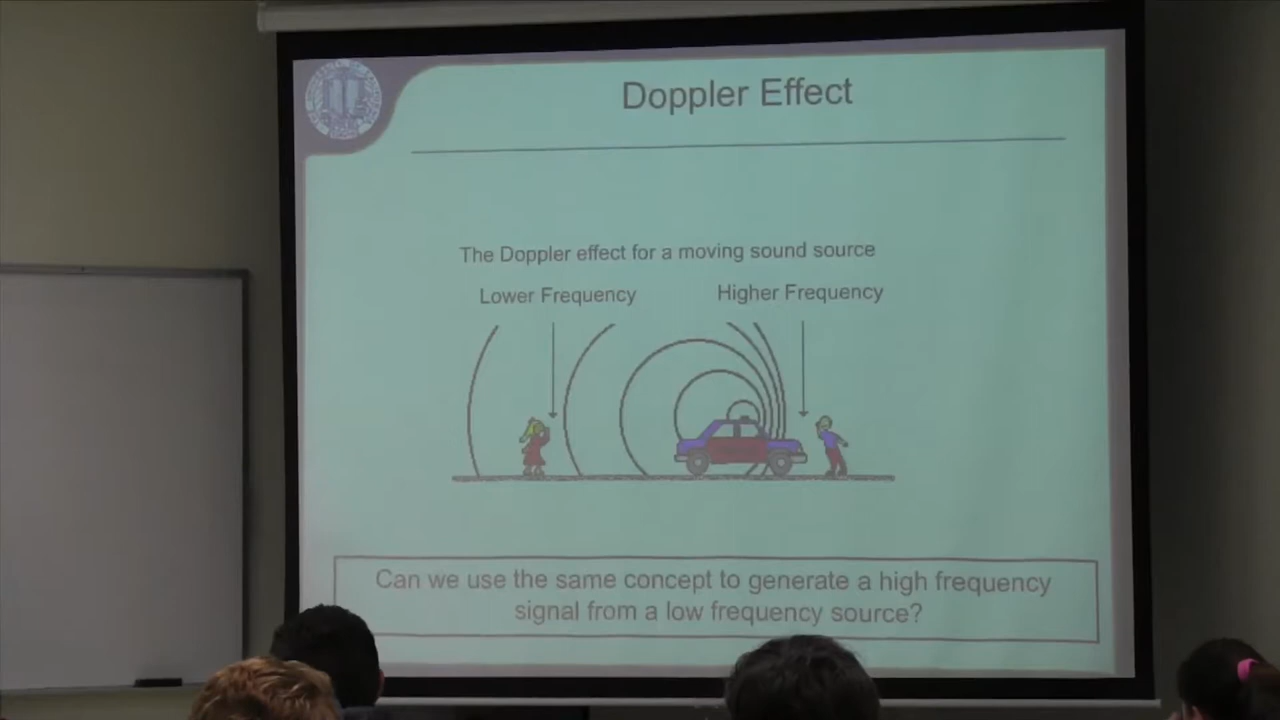 Doppler Effect
The Doppler effect for a moving sound source
Lower Frequency
Higher Frequency
Can we use the same concept to generate a high frequency
signal from a low frequency source?